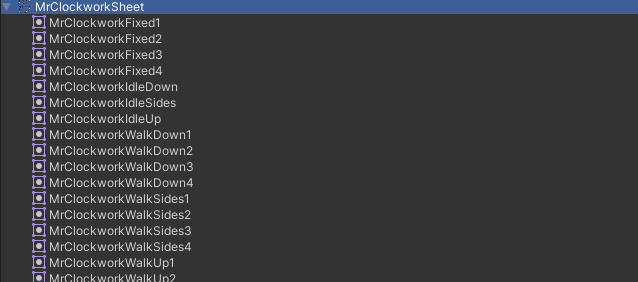 MrClockworkSheet
MrClockworkFixed1
MrClockworkFixed2
MrClockworkFixed3
MrClockworkFixed4
MrClockworkIdleDown
MrClockworkIdleSides
MrClockworkIdleUp
MrClockworkWalkDown1
MrClockworkWalkDown2
MrClockworkWalkDown3
MrClockworkWalkDown4
MrClockworkWalkSides1
MrClockworkWalkSides2
MrClockworkWalkSides3
MrClockworkWalkSides4
MrClockworkWalkUp1
MrClockworkWalkUp2